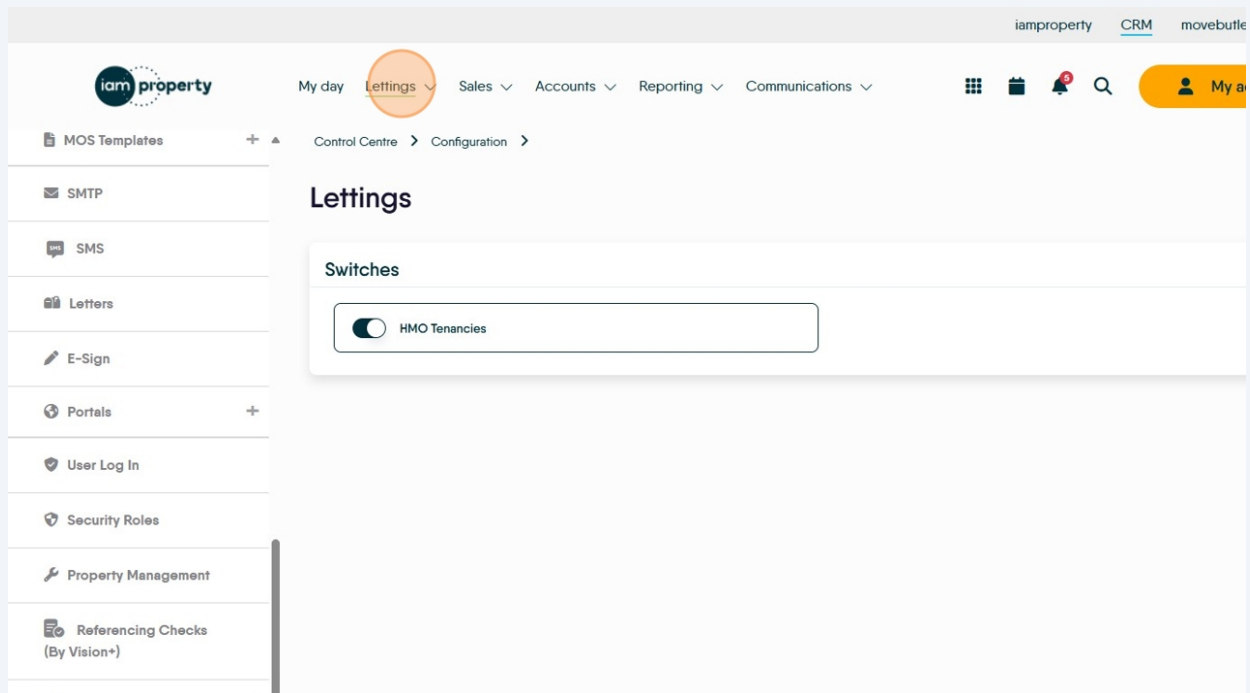 iamproperty CRM movebutle
iam property My day Lettings Sales Accounts Reporting Communications 5 My a
MOS Templates
Control Centre Configuration
SMTP
Lettings
SMS SMS
Switches
Letters
HMO Tenancies
E-Sign
Portals
User Log In
Security Roles
Property Management
Referencing Checks
(By Vision+)